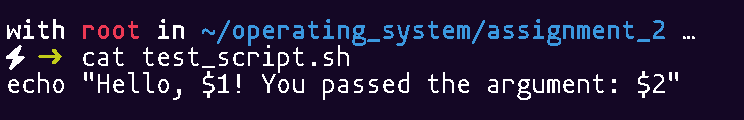 with root in ~/operating_system/assignment_2 …
⚡ ➜ cat test_script.sh
echo "Hello, $1! You passed the argument: $2"